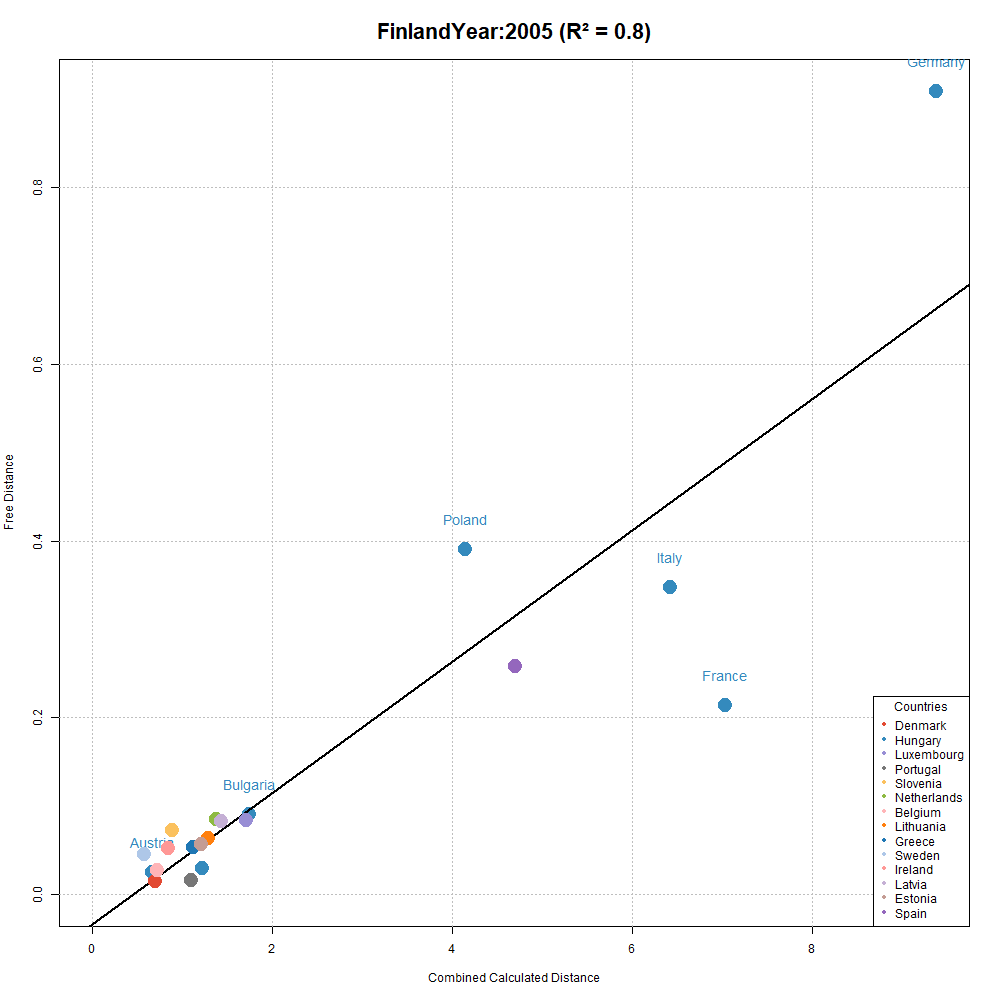 FinlandYear:2005 (R² = 0.8)
Germany
Poland
Italy
France
Bulgaria
Austria
Free Distance
0.0
0.2
0.4
0.6
0.8
0
2
4
6
8
Combined Calculated Distance
Countries
Denmark
Hungary
Luxembourg
Portugal
Slovenia
Netherlands
Belgium
Lithuania
Greece
Sweden
Ireland
Latvia
Estonia
Spain